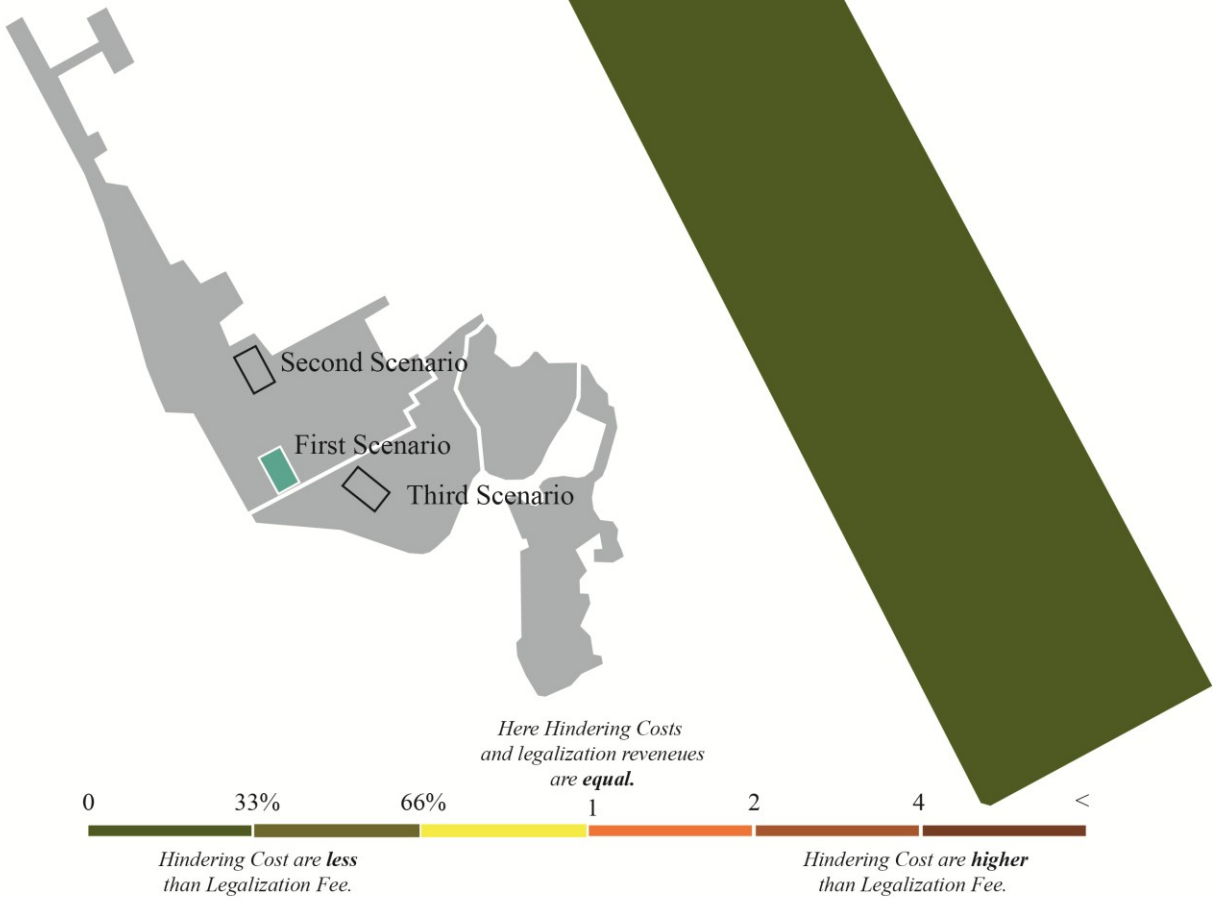 Second Scenario
First Scenario
Third Scenario
Here Hindering Costs
and legalization reveneues
are equal.
0 33% 66% 1 2 4 <
Hindering Cost are less
than Legalization Fee.
Hindering Cost are higher
than Legalization Fee.